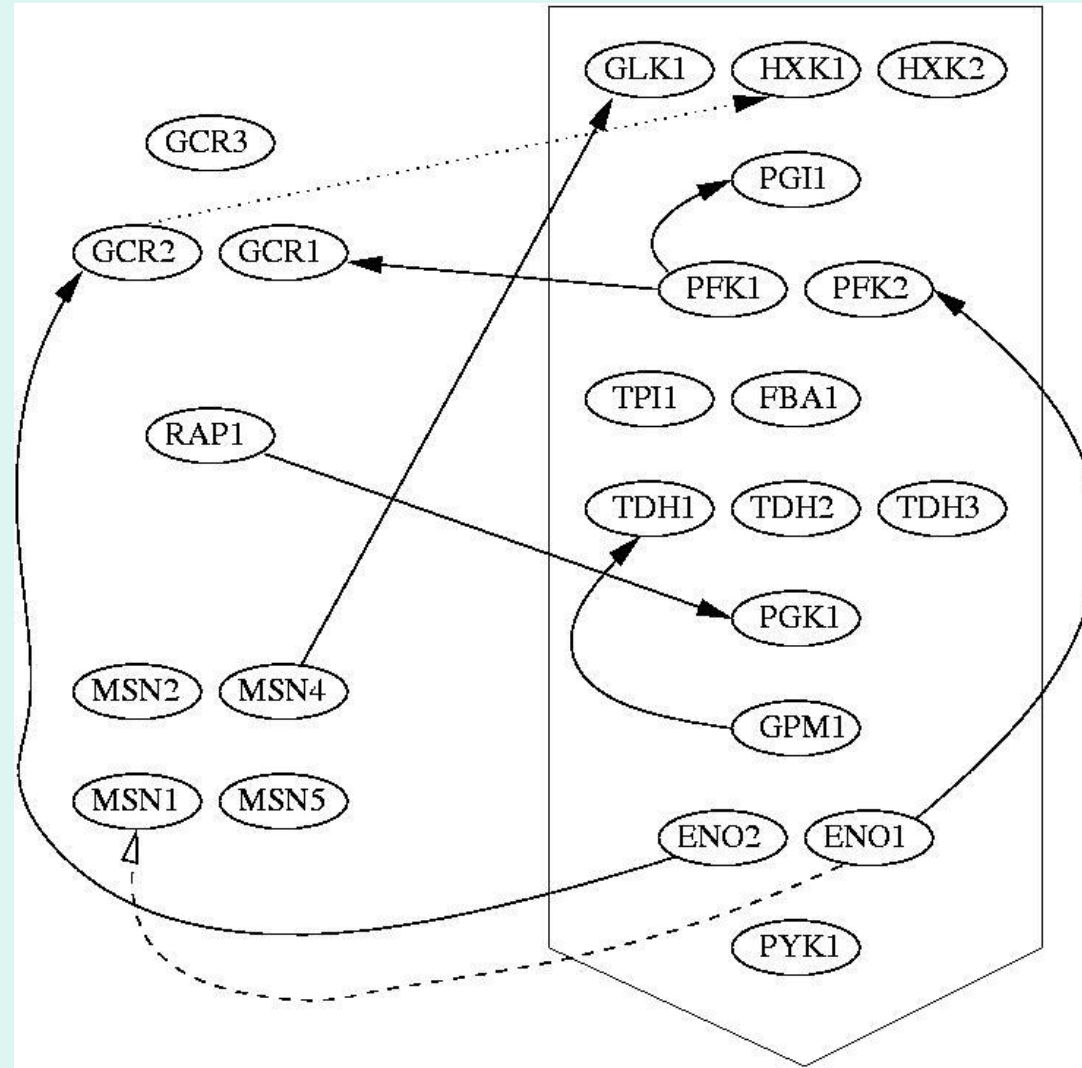 GLK1 HXK1 HXK2
GCR3
PGI1
GCR2 GCR1
PFK1 PFK2
TPI1 FBA1
RAP1
TDH1 TDH2 TDH3
PGK1
MSN2 MSN4
GPM1
MSN1 MSN5
ENO2 ENO1
PYK1